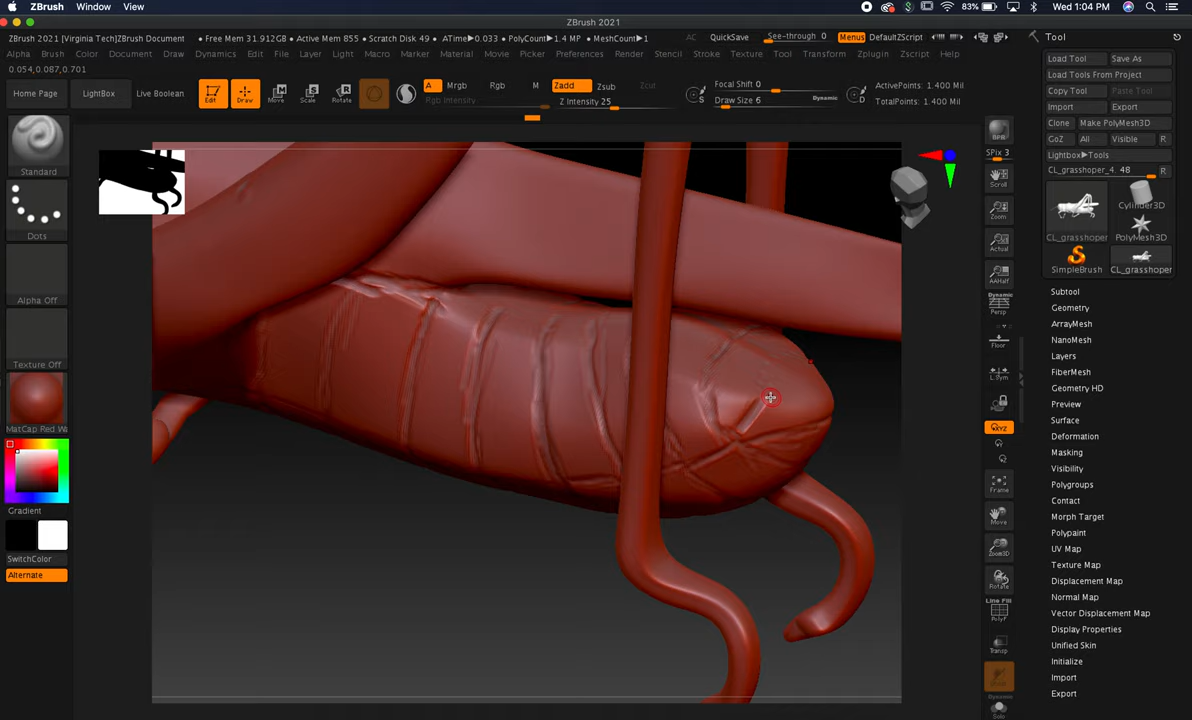 ZBrush Window View 83% Wed 1:04 PM
ZBrush 2021
ZBrush 2021 [Virginia Tech]ZBrush Document • Free Mem 31.912GB • Active Mem 855 • Scratch Disk 49 • ATime▶0.033 • PolyCount▶1.4 MP • MeshCount▶1 AC QuickSave See-through 0 Menus DefaultZScript
Alpha Brush Color Document Draw Dynamics Edit File Layer Light Macro Marker Material Movie Picker Preferences Render Stencil Stroke Texture Tool Transform Zplugin Zscript Help
0.054,0.087,0.701
Home Page LightBox Live Boolean Edit Draw Move Scale Rotate A Mrgb Rgb M Zadd Zsub Zcut Focal Shift 0 ActivePoints: 1.400 Mil
Rgb Intensity Z Intensity 25 S Draw Size 6 Dynamic D TotalPoints: 1.400 Mil
Standard
Dots
Alpha Off
Texture Off
MatCap Red Wa
Gradient
SwitchColor
Alternate
BPR
SPix 3
Scroll
Zoom
Actual
AAHalf
Dynamic
Persp
Floor
L.Sym
XYZ
Frame
Move
Zoom3D
Rotate
Line Fill
PolyF
Transp
Dynamic
Solo
Tool
Load Tool Save As
Load Tools From Project
Copy Tool Paste Tool
Import Export
Clone Make PolyMesh3D
GoZ All Visible R
Lightbox▶Tools
CL_grasshoper_4. 48 R
CL_grasshoper Cylinder3D
PolyMesh3D
SimpleBrush CL_grasshoper
Subtool
Geometry
ArrayMesh
NanoMesh
Layers
FiberMesh
Geometry HD
Preview
Surface
Deformation
Masking
Visibility
Polygroups
Contact
Morph Target
Polypaint
UV Map
Texture Map
Displacement Map
Normal Map
Vector Displacement Map
Display Properties
Unified Skin
Initialize
Import
Export